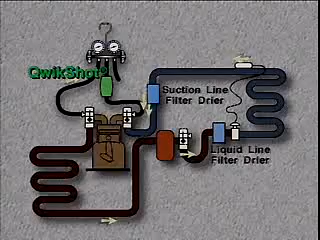 QwikShot®
Suction Line
Filter Drier
Liquid Line
Filter Drier